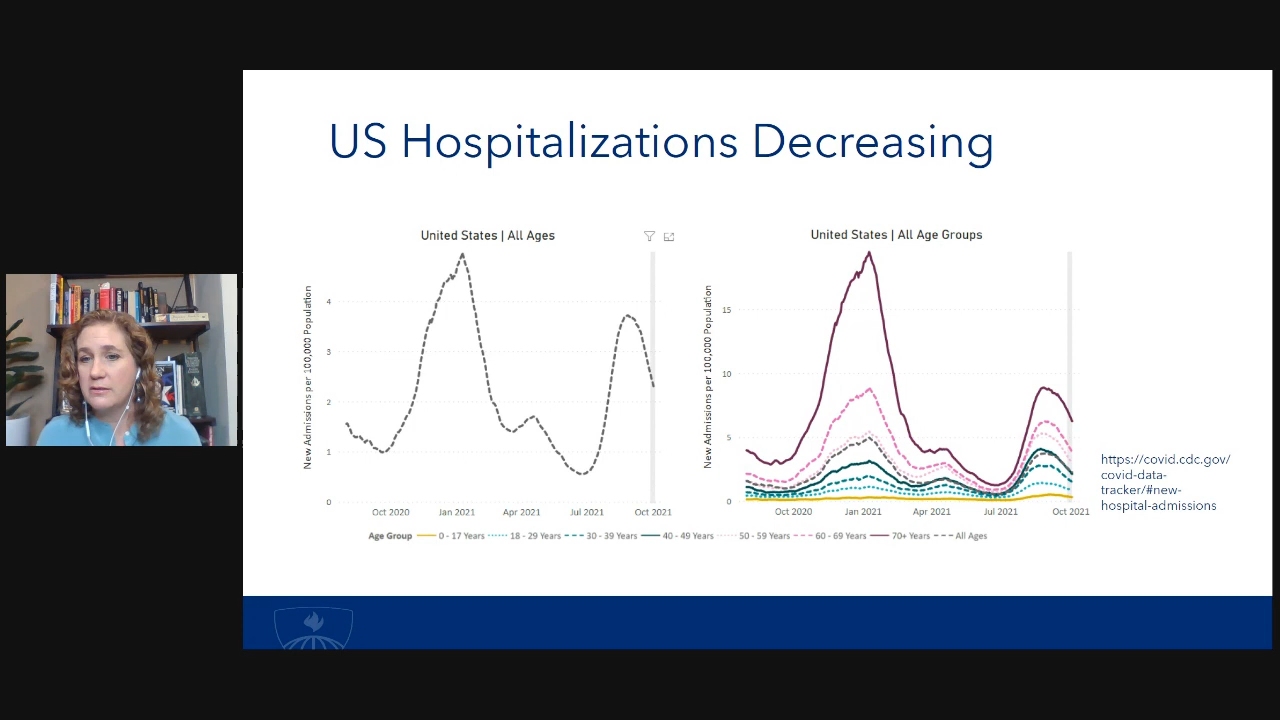 US Hospitalizations Decreasing
United States | All Ages
New Admissions per 100,000 Population
4
3
2
1
0
Oct 2020 Jan 2021 Apr 2021 Jul 2021 Oct 2021
United States | All Age Groups
New Admissions per 100,000 Population
15
10
5
0
Oct 2020 Jan 2021 Apr 2021 Jul 2021 Oct 2021
Age Group 0 - 17 Years 18 - 29 Years 30 - 39 Years 40 - 49 Years 50 - 59 Years 60 - 69 Years 70+ Years All Ages
https://covid.cdc.gov/
covid-data-
tracker/#new-
hospital-admissions